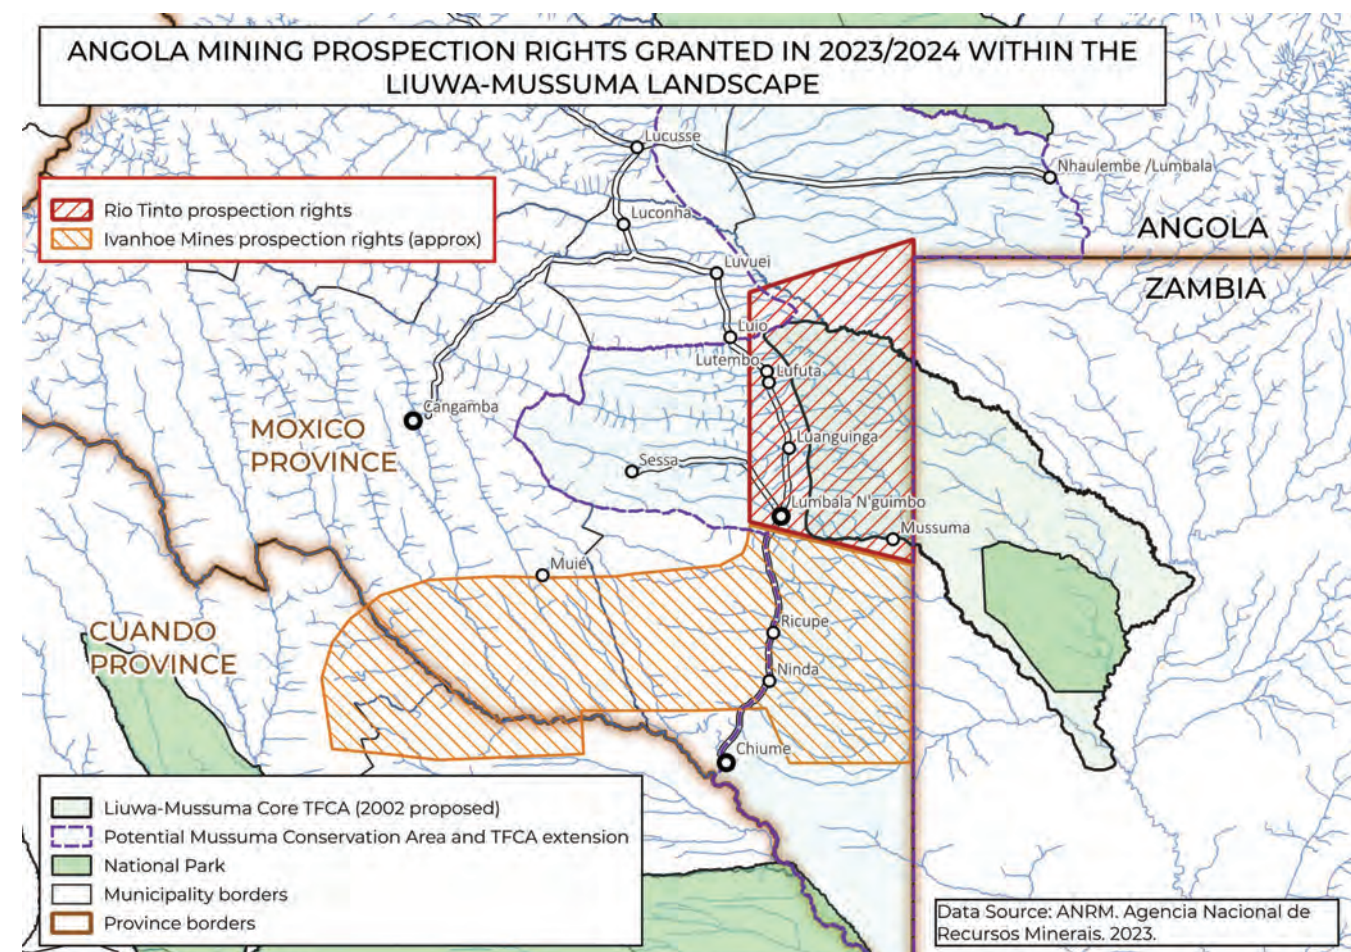 ANGOLA MINING PROSPECTION RIGHTS GRANTED IN 2023/2024 WITHIN THE
LIUWA-MUSSUMA LANDSCAPE
Lucusse
Nhaulembe /Lumbala
Rio Tinto prospection rights
Ivanhoe Mines prospection rights (approx)
Luconha
ANGOLA
Luvuei
ZAMBIA
Luio
Lutembo
Lufuta
Cangamba
MOXICO
PROVINCE
Luanguinga
Sessa
Lumbala N'guimbo
Mussuma
Muié
CUANDO
PROVINCE
Ricupe
Ninda
Chiume
Liuwa-Mussuma Core TFCA (2002 proposed)
Potential Mussuma Conservation Area and TFCA extension
National Park
Municipality borders
Province borders
Data Source: ANRM. Agencia Nacional de
Recursos Minerais. 2023.